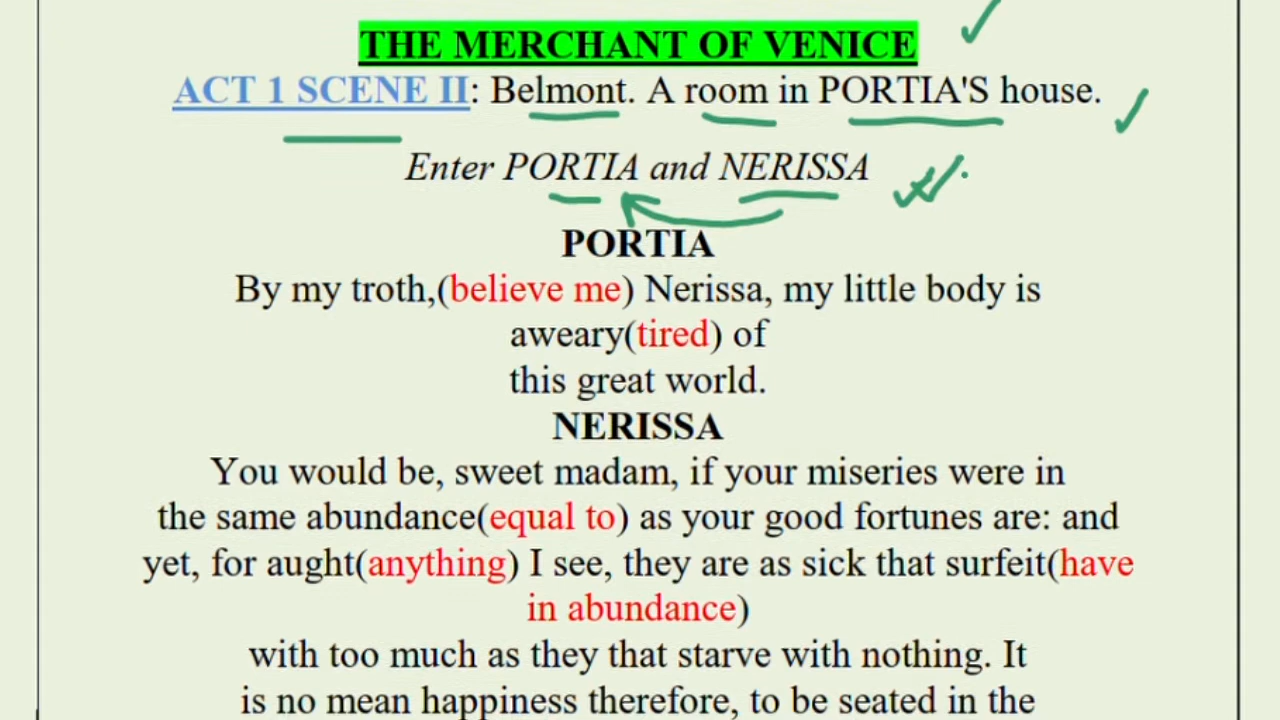 THE MERCHANT OF VENICE
ACT 1 SCENE II: Belmont. A room in PORTIA'S house.
Enter PORTIA and NERISSA
PORTIA
By my troth,(believe me) Nerissa, my little body is
aweary(tired) of
this great world.
NERISSA
You would be, sweet madam, if your miseries were in
the same abundance(equal to) as your good fortunes are: and
yet, for aught(anything) I see, they are as sick that surfeit(have
in abundance)
with too much as they that starve with nothing. It
is no mean happiness therefore, to be seated in the